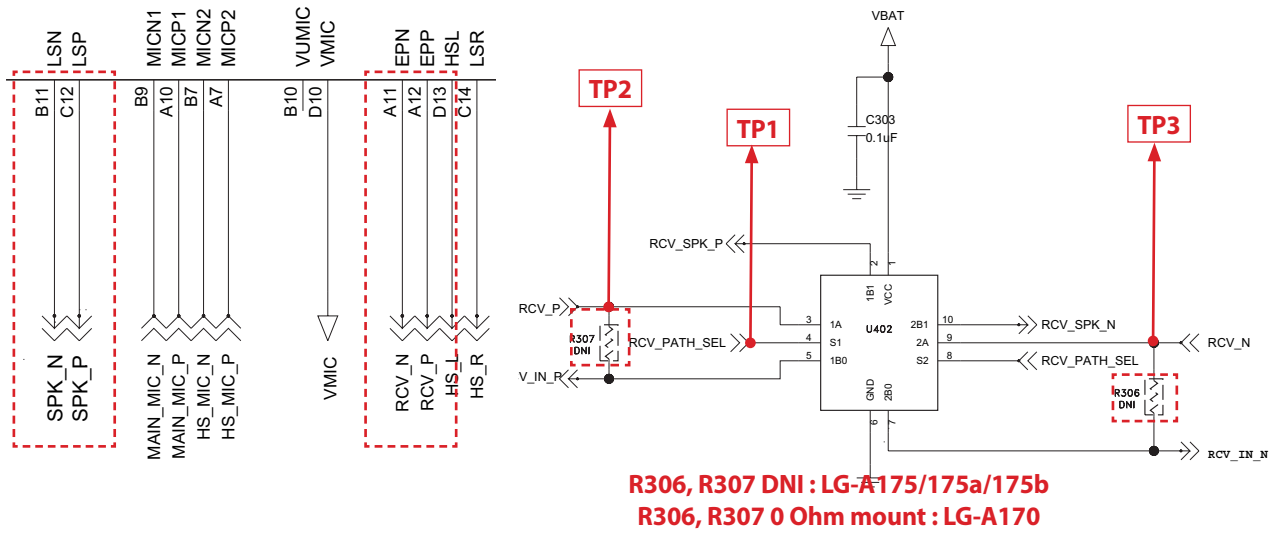 LSN
LSP
MICN1
MICP1
MICN2
MICP2
VUMIC
VMIC
EPN
EPP
HSL
LSR
B11
C12
B9
A10
B7
A7
B10
D10
A11
A12
D13
C14
SPK_N
SPK_P
MAIN_MIC_N
MAIN_MIC_P
HS_MIC_N
HS_MIC_P
VMIC
RCV_N
RCV_P
HS_L
HS_R
VBAT
TP2
TP1
TP3
C303
0.1uF
RCV_SPK_P
2
1
1B1
VCC
RCV_P
3
1A
U402
2B1
10
RCV_SPK_N
R307
DNI
RCV_PATH_SEL
4
S1
2A
9
RCV_N
5
1B0
S2
8
RCV_PATH_SEL
V_IN_P
GND
2B0
6
7
R306
DNI
RCV_IN_N
R306, R307 DNI : LG-A175/175a/175b
R306, R307 0 Ohm mount : LG-A170